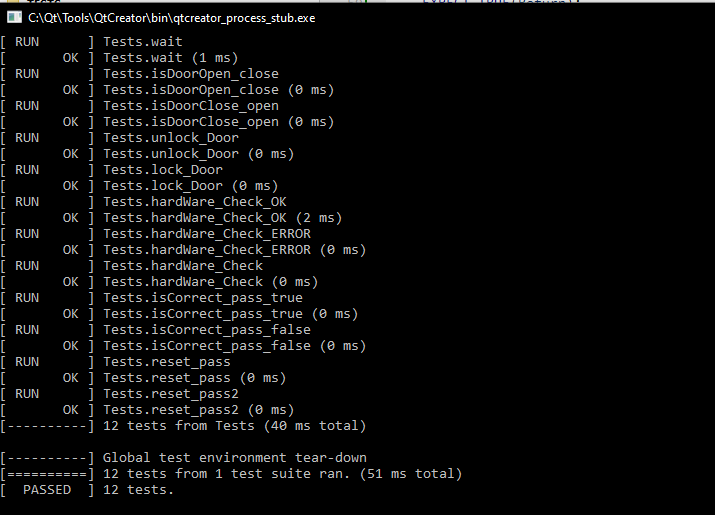 C:\Qt\Tools\QtCreator\bin\qtcreator_process_stub.exe
[ RUN      ] Tests.wait
[       OK ] Tests.wait (1 ms)
[ RUN      ] Tests.isDoorOpen_close
[       OK ] Tests.isDoorOpen_close (0 ms)
[ RUN      ] Tests.isDoorClose_open
[       OK ] Tests.isDoorClose_open (0 ms)
[ RUN      ] Tests.unlock_Door
[       OK ] Tests.unlock_Door (0 ms)
[ RUN      ] Tests.lock_Door
[       OK ] Tests.lock_Door (0 ms)
[ RUN      ] Tests.hardWare_Check_OK
[       OK ] Tests.hardWare_Check_OK (2 ms)
[ RUN      ] Tests.hardWare_Check_ERROR
[       OK ] Tests.hardWare_Check_ERROR (0 ms)
[ RUN      ] Tests.hardWare_Check
[       OK ] Tests.hardWare_Check (0 ms)
[ RUN      ] Tests.isCorrect_pass_true
[       OK ] Tests.isCorrect_pass_true (0 ms)
[ RUN      ] Tests.isCorrect_pass_false
[       OK ] Tests.isCorrect_pass_false (0 ms)
[ RUN      ] Tests.reset_pass
[       OK ] Tests.reset_pass (0 ms)
[ RUN      ] Tests.reset_pass2
[       OK ] Tests.reset_pass2 (0 ms)
[----------] 12 tests from Tests (40 ms total)
[----------] Global test environment tear-down
[==========] 12 tests from 1 test suite ran. (51 ms total)
[  PASSED  ] 12 tests.